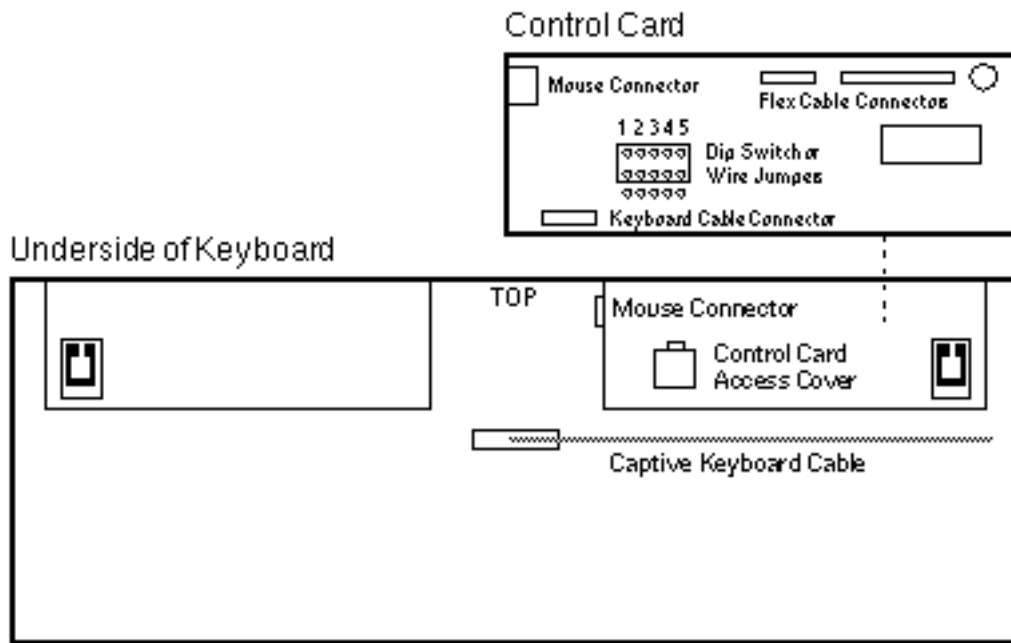 Control Card
Mouse Connector
Flex Cable Connectors
1 2 3 4 5
Dip Switch or
Wire Jumpers
Keyboard Cable Connector
Underside of Keyboard
TOP
Mouse Connector
Control Card
Access Cover
Captive Keyboard Cable